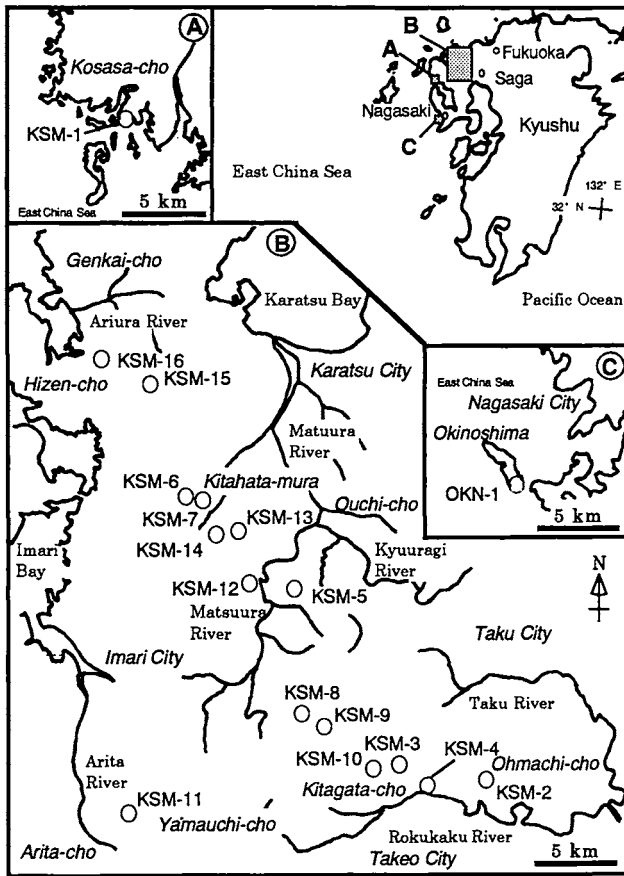 A
Kosasa-cho
KSM-1
East China Sea
5 km
B
A
Fukuoka
Saga
Nagasaki
C
Kyushu
East China Sea
132° E
32° N
Pacific Ocean
B
Genkai-cho
Karatsu Bay
Ariura River
KSM-16
KSM-15
Hizen-cho
Karatsu City
Matuura
River
KSM-6
Kitahata-mura
KSM-7
KSM-13
KSM-14
Ouchi-cho
Kyuuragi
River
Imari
Bay
KSM-12
KSM-5
Matsuura
River
Imari City
Taku City
KSM-8
KSM-9
Taku River
KSM-3
KSM-4
KSM-10
Ohmachi-cho
Kitagata-cho
KSM-2
Arita
River
KSM-11
Yamauchi-cho
Rokukaku River
Arita-cho
Takeo City
5 km
N
C
East China Sea
Nagasaki City
Okinoshima
OKN-1
5 km